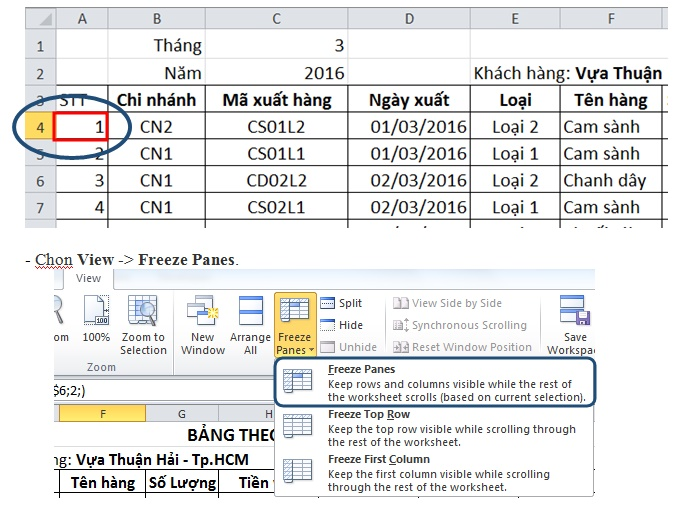 A B C D E F
1 Tháng 3
2 Năm 2016 Khách hàng: Vựa Thuận
3 STT Chi nhánh Mã xuất hàng Ngày xuất Loại Tên hàng
4 1 CN2 CS01L2 01/03/2016 Loại 2 Cam sành
5 2 CN1 CS01L1 01/03/2016 Loại 1 Cam sành
6 3 CN1 CD02L2 02/03/2016 Loại 2 Chanh dây
7 4 CN1 CS02L1 02/03/2016 Loại 1 Cam sành
- Chọn View -> Freeze Panes.
View
om 100% Zoom to Selection
Zoom
New Window
Arrange All
Freeze Panes
Split
Hide
Unhide
View Side by Side
Synchronous Scrolling
Reset Window Position
Save Workspac
Freeze Panes
Keep rows and columns visible while the rest of
the worksheet scrolls (based on current selection).
Freeze Top Row
Keep the top row visible while scrolling through
the rest of the worksheet.
Freeze First Column
Keep the first column visible while scrolling
through the rest of the worksheet.
$6;2;)
F G H
BẢNG THEO
ng: Vựa Thuận Hải - Tp.HCM
Tên hàng Số Lượng Tiền